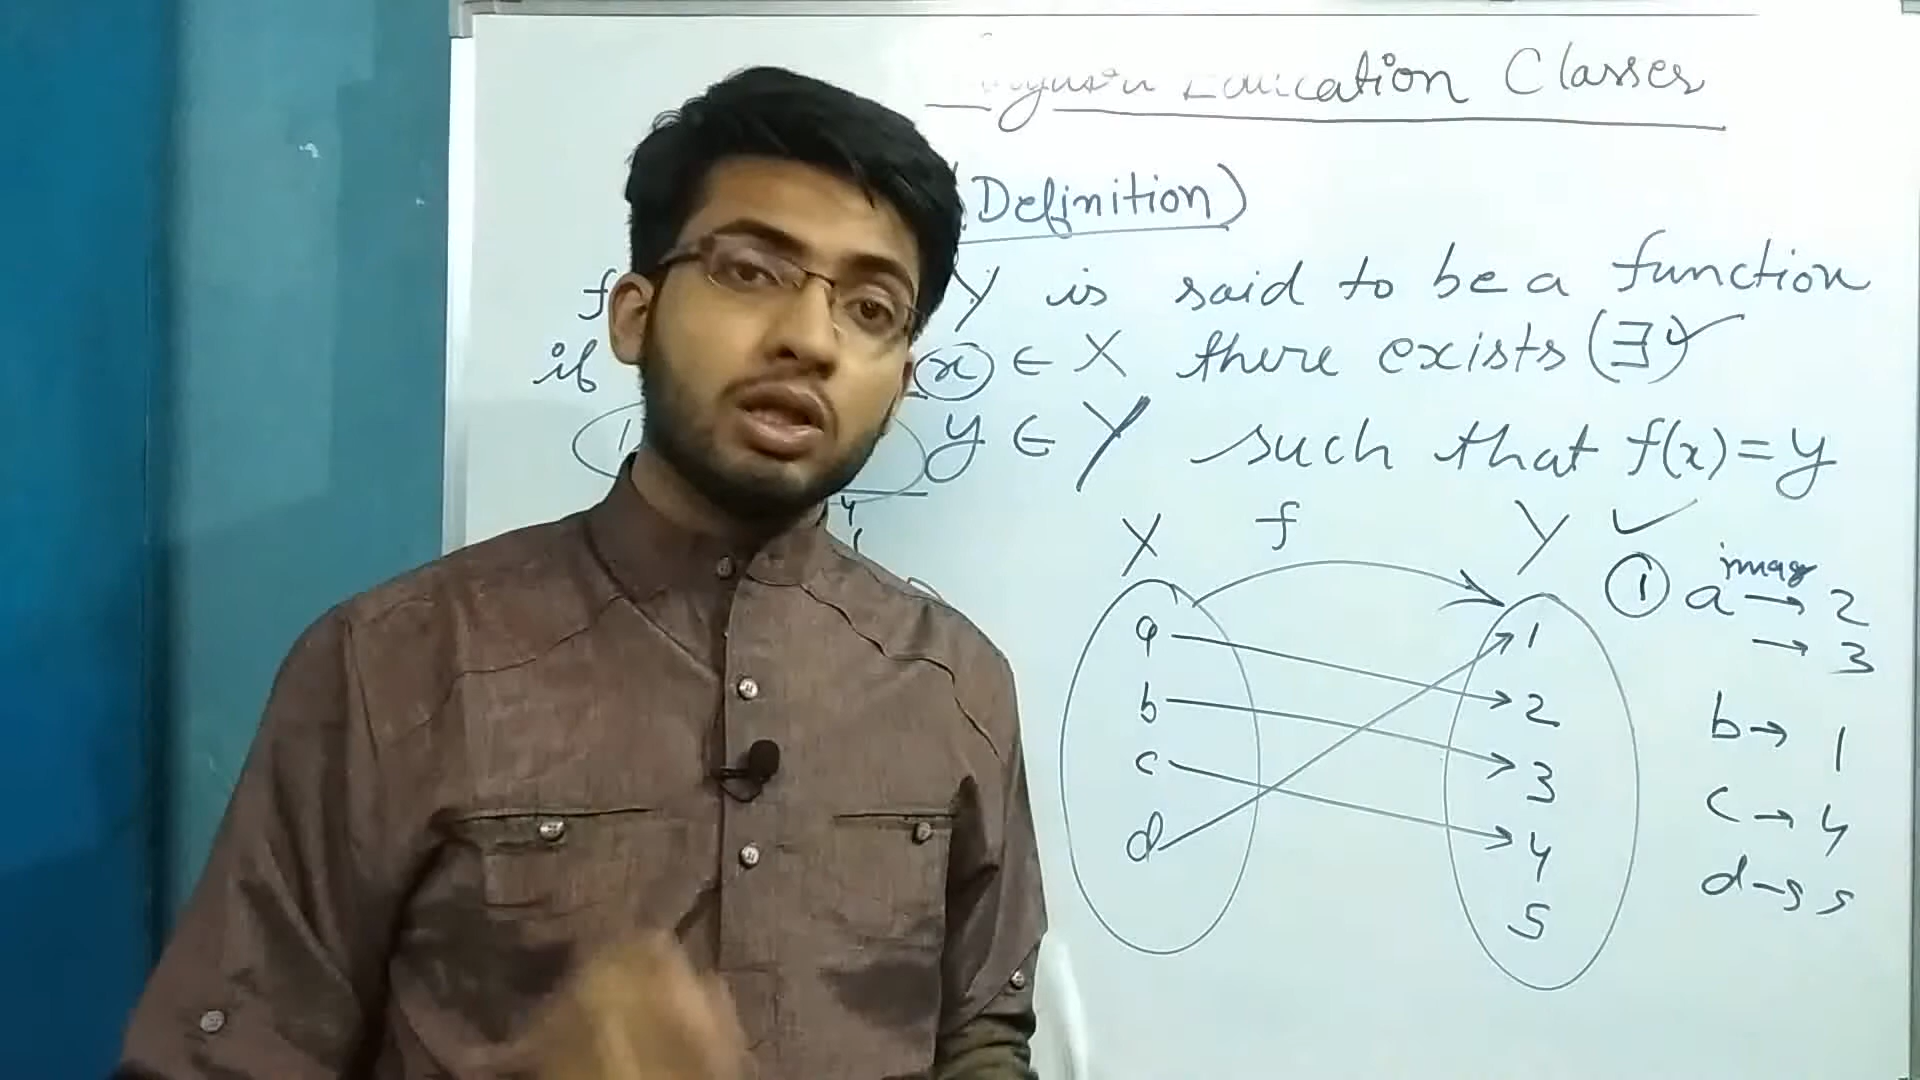 Education Classes
(Definition)
f Y is said to be a function
if x ∈ X there exists (∃)
y ∈ Y such that f(x) = y
X f Y
① a image → 2
→ 3
b → 1
c → 4
d → 5
a 1
b 2
c 3
d 4
5